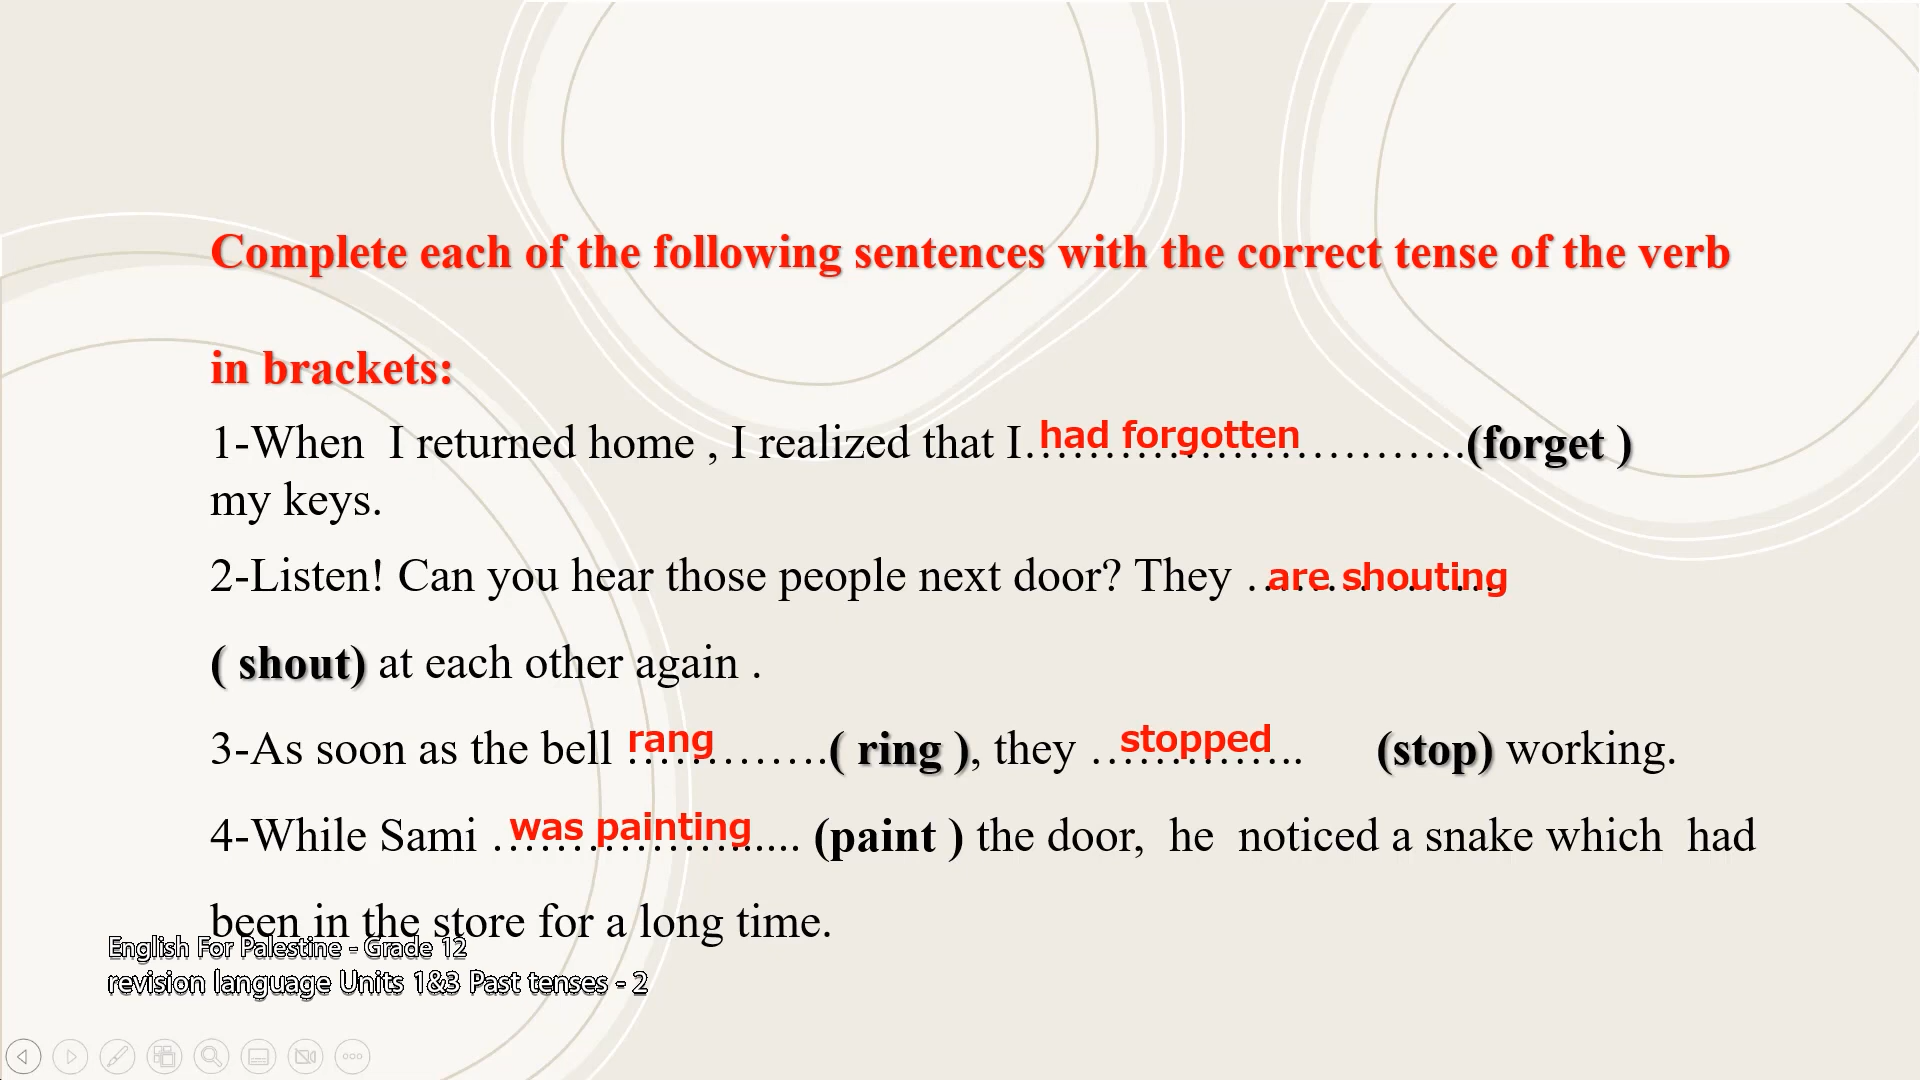 Complete each of the following sentences with the correct tense of the verb
in brackets:
1-When I returned home , I realized that I had forgotten……………………….(forget )
my keys.
2-Listen! Can you hear those people next door? They …are shouting…
( shout) at each other again .
3-As soon as the bell rang………….( ring ), they …stopped….. (stop) working.
4-While Sami …was painting...... (paint ) the door, he noticed a snake which had
been in the store for a long time.
English For Palestine - Grade 12
revision language Units 1&3 Past tenses - 2